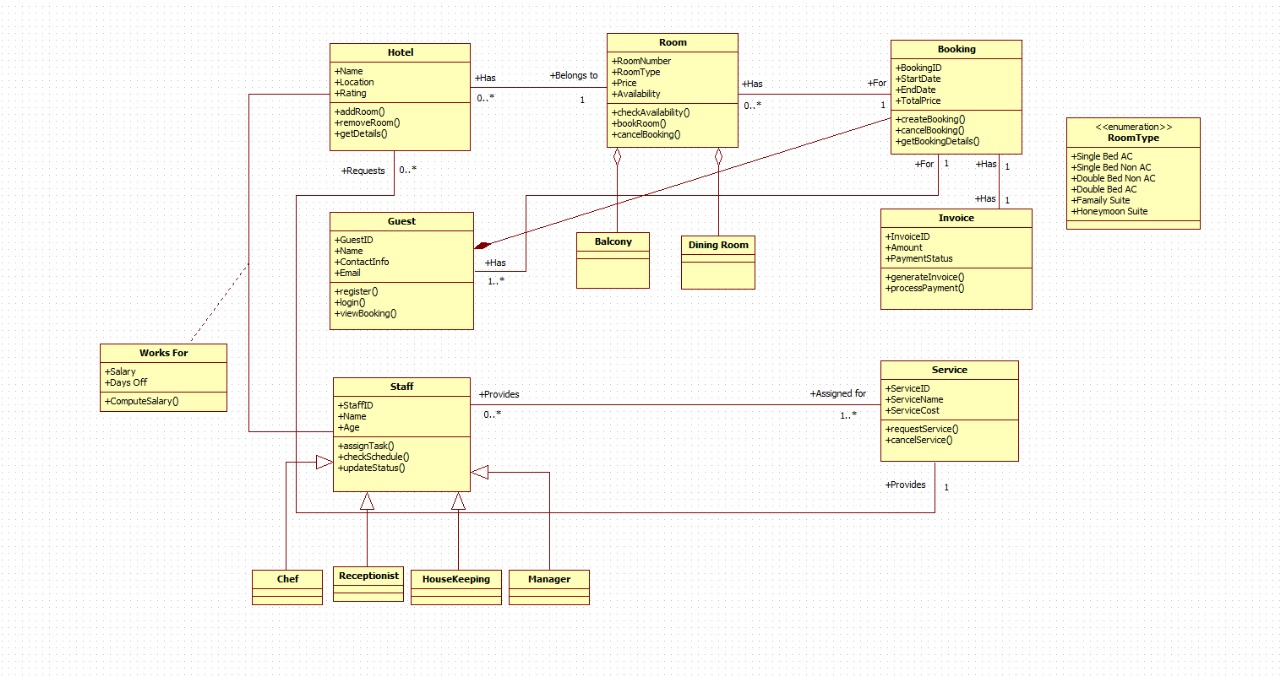 Hotel
+Name
+Location
+Rating
+addRoom()
+removeRoom()
+getDetails()
+Has
0..*
+Belongs to
1
Room
+RoomNumber
+RoomType
+Price
+Availability
+checkAvailability()
+bookRoom()
+cancelBooking()
+Has
0..*
+For
1
Booking
+BookingID
+StartDate
+EndDate
+TotalPrice
+createBooking()
+cancelBooking()
+getBookingDetails()
<<enumeration>>
RoomType
+Single Bed AC
+Single Bed Non AC
+Double Bed Non AC
+Double Bed AC
+Famaily Suite
+Honeymoon Suite
+Requests
0..*
+For
1
+Has
1
+Has
1
Guest
+GuestID
+Name
+ContactInfo
+Email
+register()
+login()
+viewBooking()
+Has
1..*
Balcony
Dining Room
Invoice
+InvoiceID
+Amount
+PaymentStatus
+generateInvoice()
+processPayment()
Works For
+Salary
+Days Off
+ComputeSalary()
Staff
+StaffID
+Name
+Age
+assignTask()
+checkSchedule()
+updateStatus()
+Provides
0..*
+Assigned for
1..*
Service
+ServiceID
+ServiceName
+ServiceCost
+requestService()
+cancelService()
+Provides
1
Chef
Receptionist
HouseKeeping
Manager